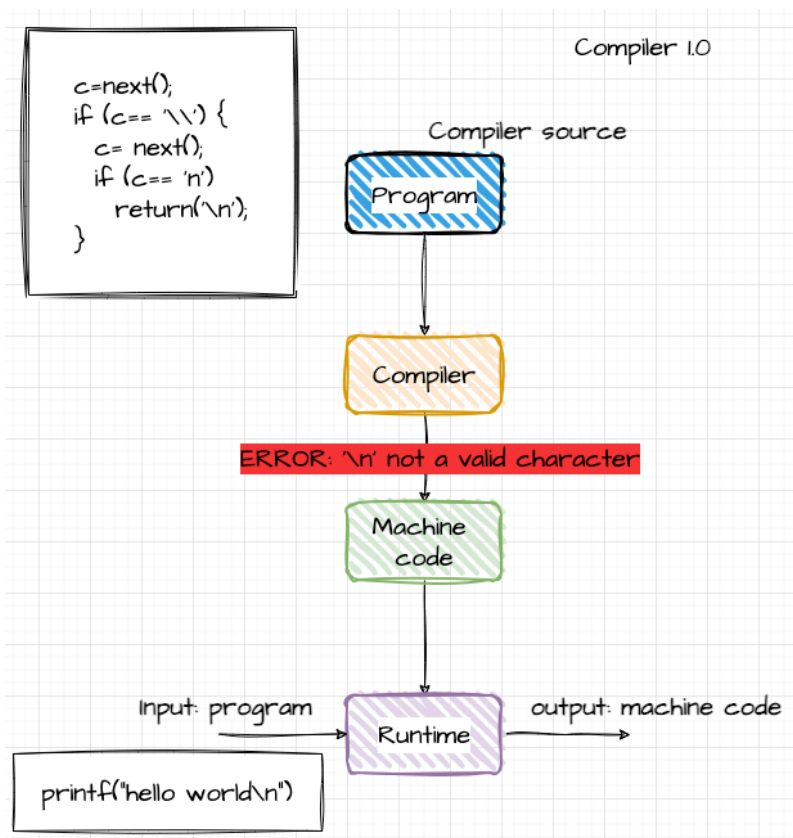 Compiler 1.0
c=next();
if (c== '\\') {
c= next();
if (c== 'n')
return('\n');
}
Compiler source
Program
Compiler
ERROR: '\n' not a valid character
Machine
code
Input: program
output: machine code
Runtime
printf("hello world\n")